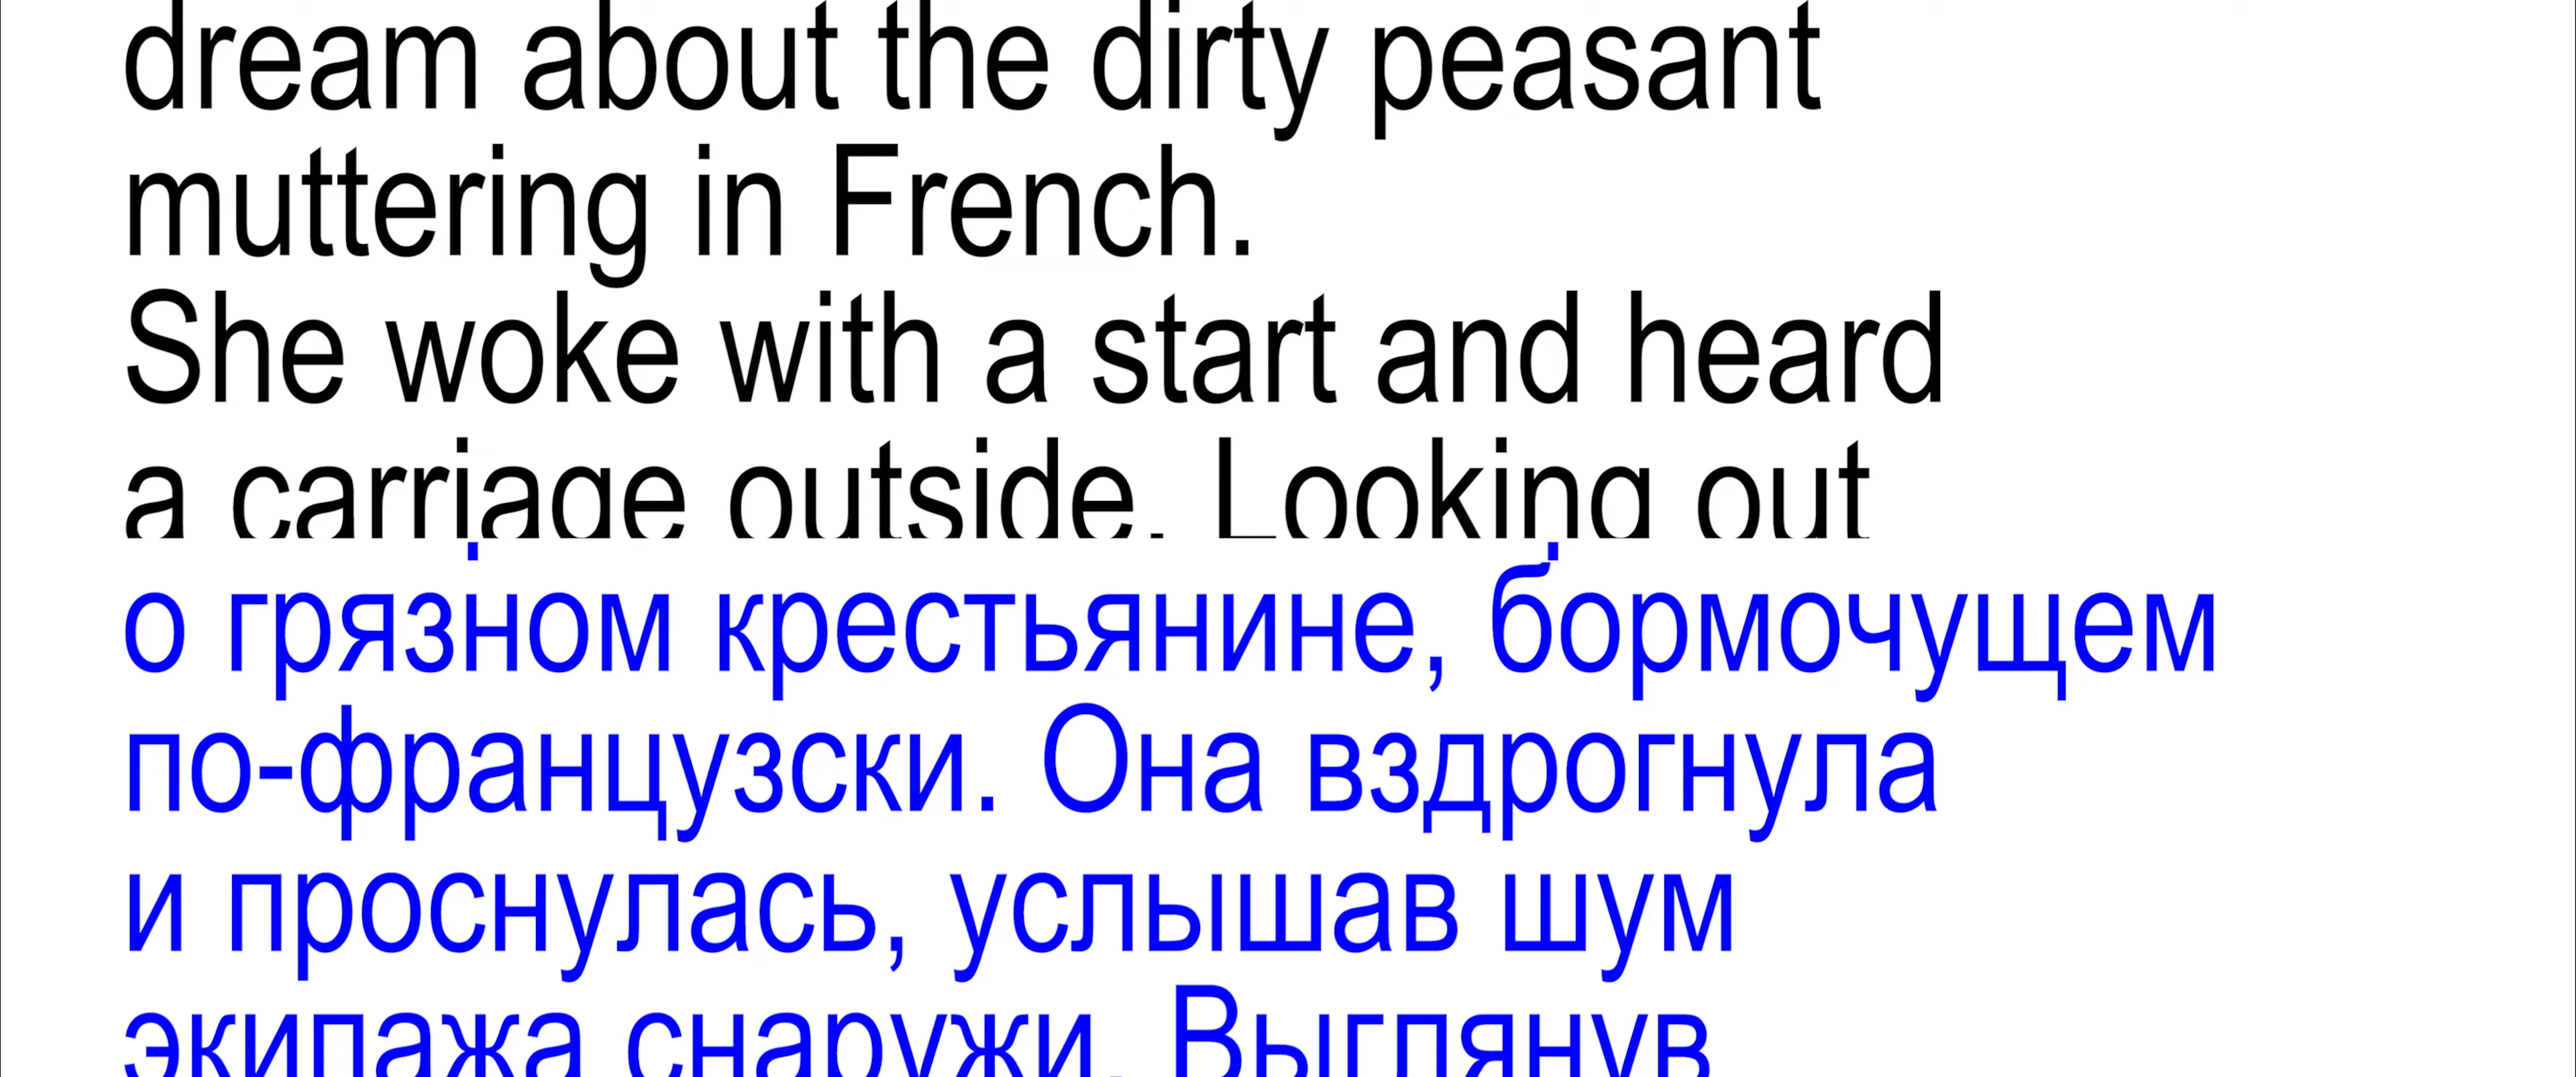 dream about the dirty peasant
muttering in French.
She woke with a start and heard
a carriage outside. Looking out
о грязном крестьянине, бормочущем
по-французски. Она вздрогнула
и проснулась, услышав шум
экипажа снаружи. Выглянув